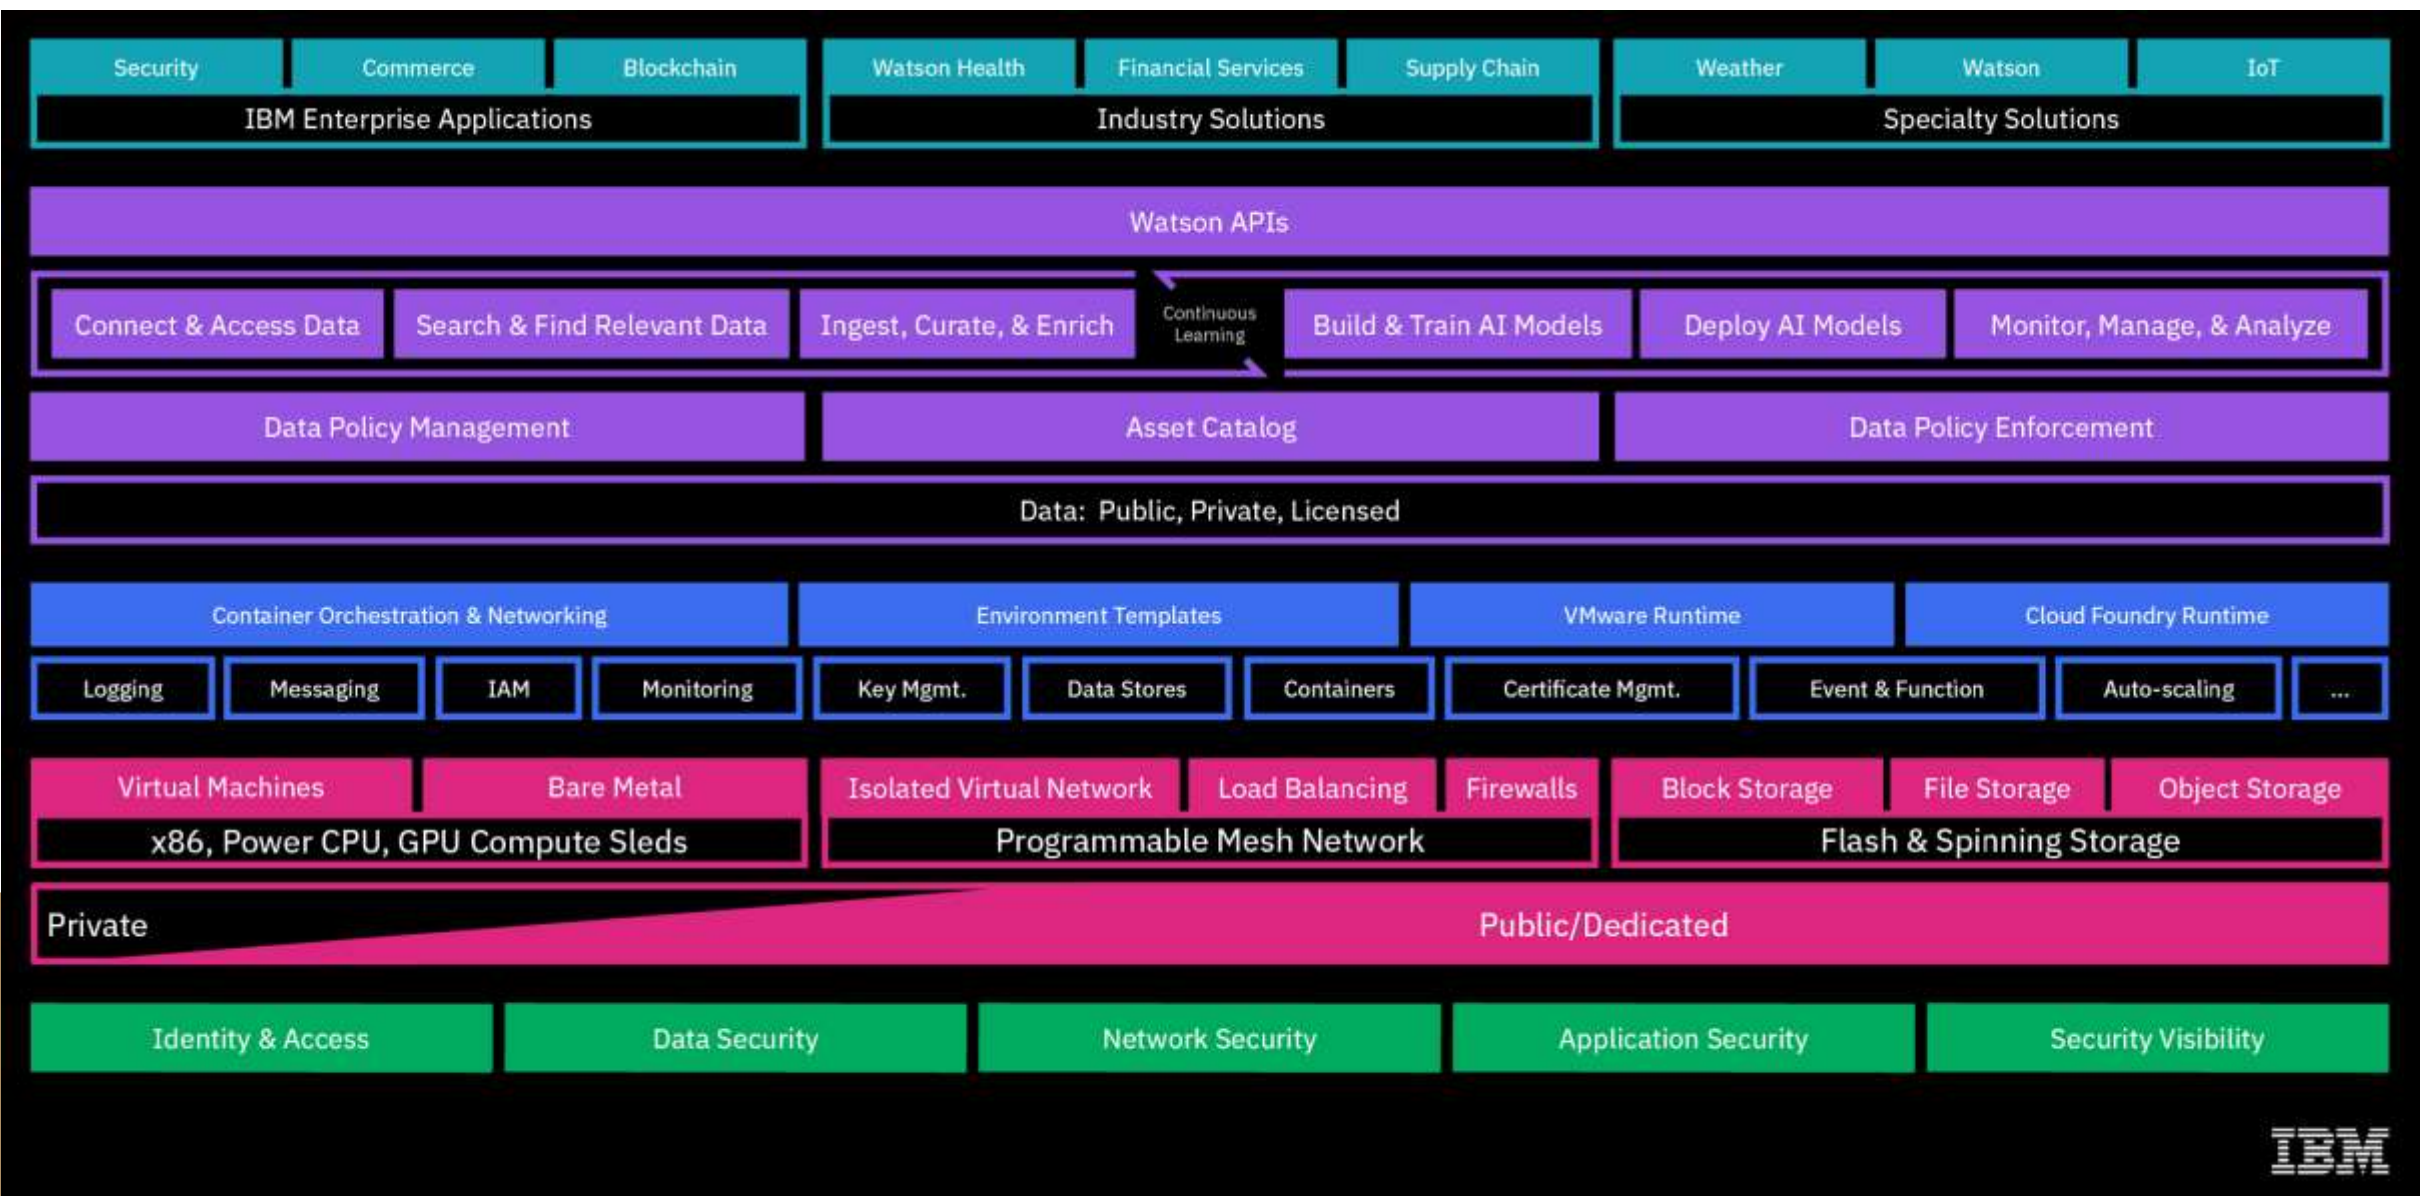 Security
Commerce
Blockchain
IBM Enterprise Applications
Watson Health
Financial Services
Supply Chain
Industry Solutions
Weather
Watson
IoT
Specialty Solutions
Watson APIs
Connect & Access Data
Search & Find Relevant Data
Ingest, Curate, & Enrich
Continuous
Learning
Build & Train AI Models
Deploy AI Models
Monitor, Manage, & Analyze
Data Policy Management
Asset Catalog
Data Policy Enforcement
Data: Public, Private, Licensed
Container Orchestration & Networking
Environment Templates
VMware Runtime
Cloud Foundry Runtime
Logging
Messaging
IAM
Monitoring
Key Mgmt.
Data Stores
Containers
Certificate Mgmt.
Event & Function
Auto-scaling
...
Virtual Machines
Bare Metal
x86, Power CPU, GPU Compute Sleds
Isolated Virtual Network
Load Balancing
Firewalls
Programmable Mesh Network
Block Storage
File Storage
Object Storage
Flash & Spinning Storage
Private
Public/Dedicated
Identity & Access
Data Security
Network Security
Application Security
Security Visibility
IBM